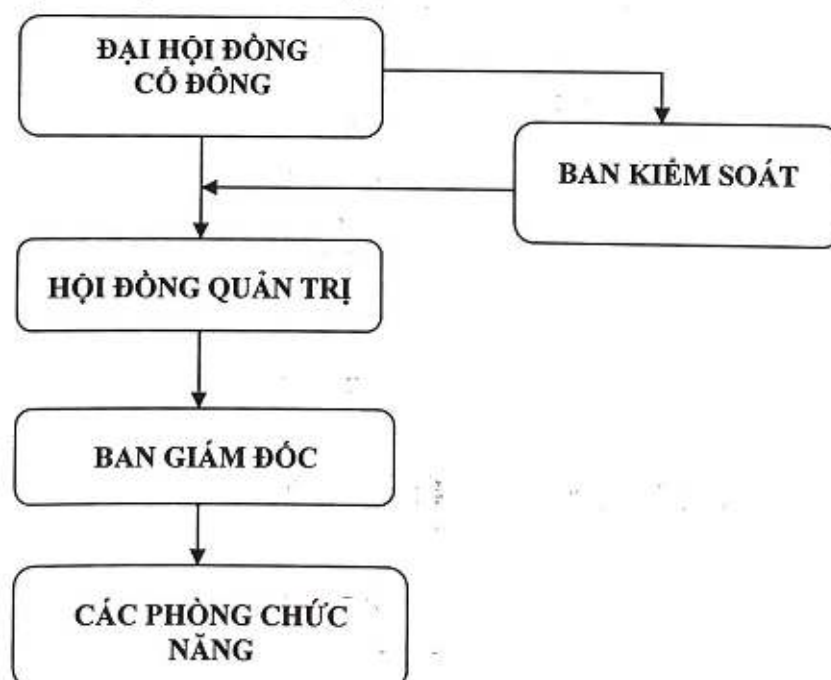 ĐẠI HỘI ĐỒNG
CỔ ĐÔNG
BAN KIỂM SOÁT
HỘI ĐỒNG QUẢN TRỊ
BAN GIÁM ĐỐC
CÁC PHÒNG CHỨC
NĂNG